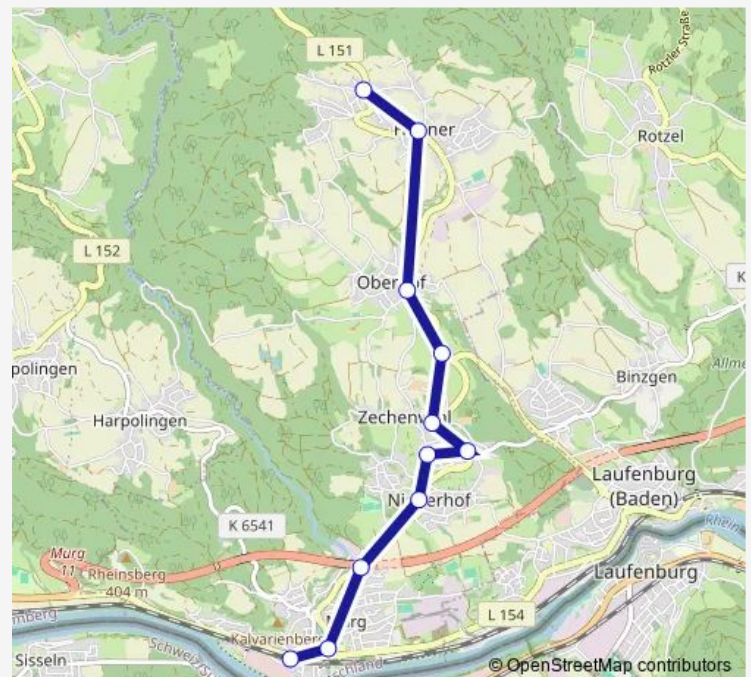 L 151
Rotzler Straße
Rotzel
L 152
K
polingen
Binzgen
Harpolingen
Laufenburg
(Baden)
K 6541
Murg
11
Rheinsberg
404 m
Laufenburg
L 154
Kalvarienberg
Sisseln
© OpenStreetMap contributors